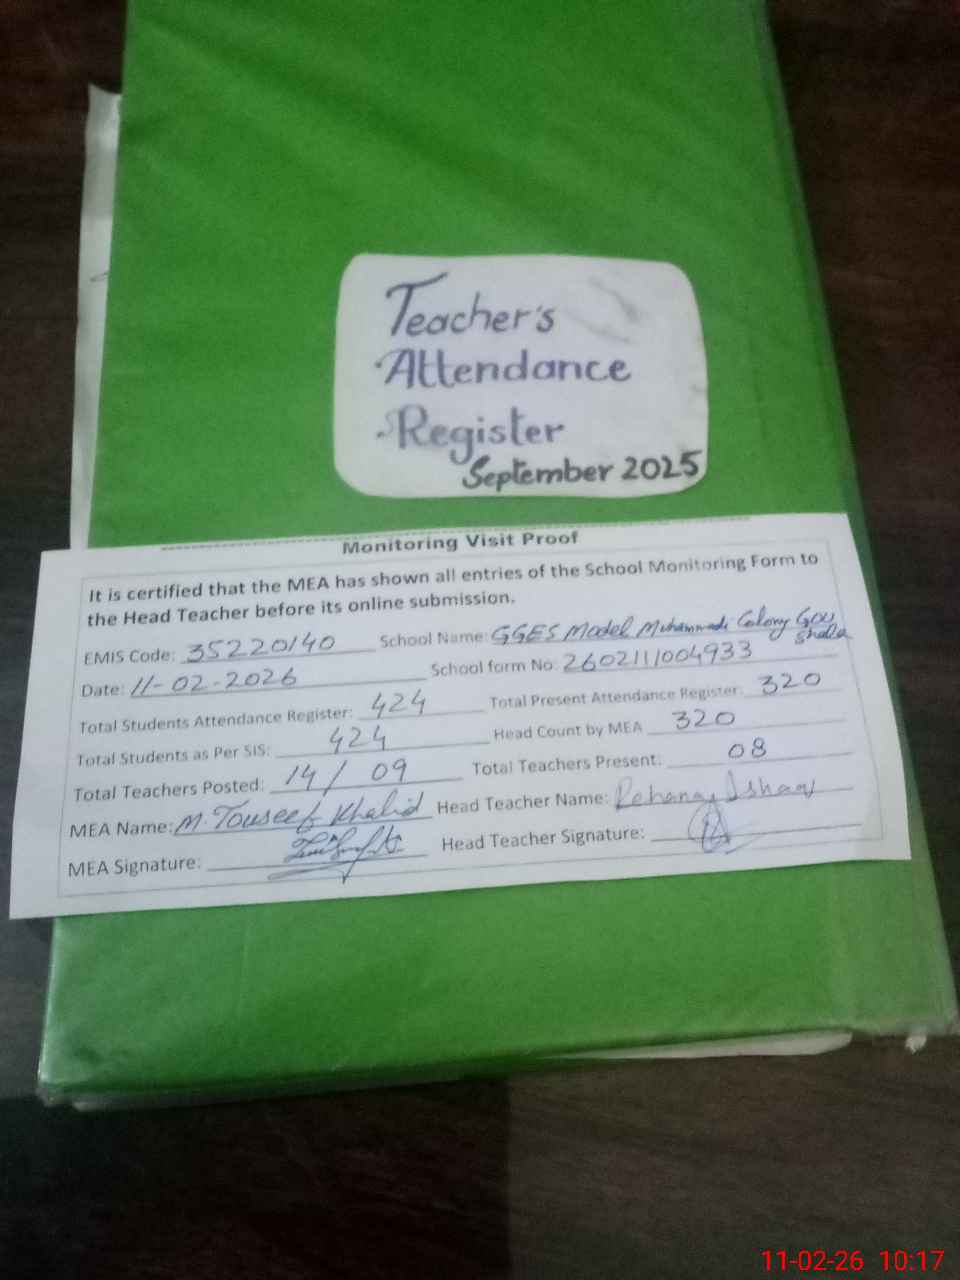 Teacher's
Attendance
Register
September 2025
Monitoring Visit Proof
It is certified that the MEA has shown all entries of the School Monitoring Form to
the Head Teacher before its online submission.
EMIS Code: 35220140 School Name: GGES Model Muhammadi Colony Gou
Shala
Date: 11-02-2026 School form No: 2602111004933
Total Students Attendance Register: 424 Total Present Attendance Register: 320
Total Students as Per SIS: 424 Head Count by MEA 320
Total Teachers Posted: 14/ 09 Total Teachers Present: 08
MEA Name: M. Touseef Khalid Head Teacher Name:
MEA Signature: Head Teacher Signature:
11-02-26 10:17